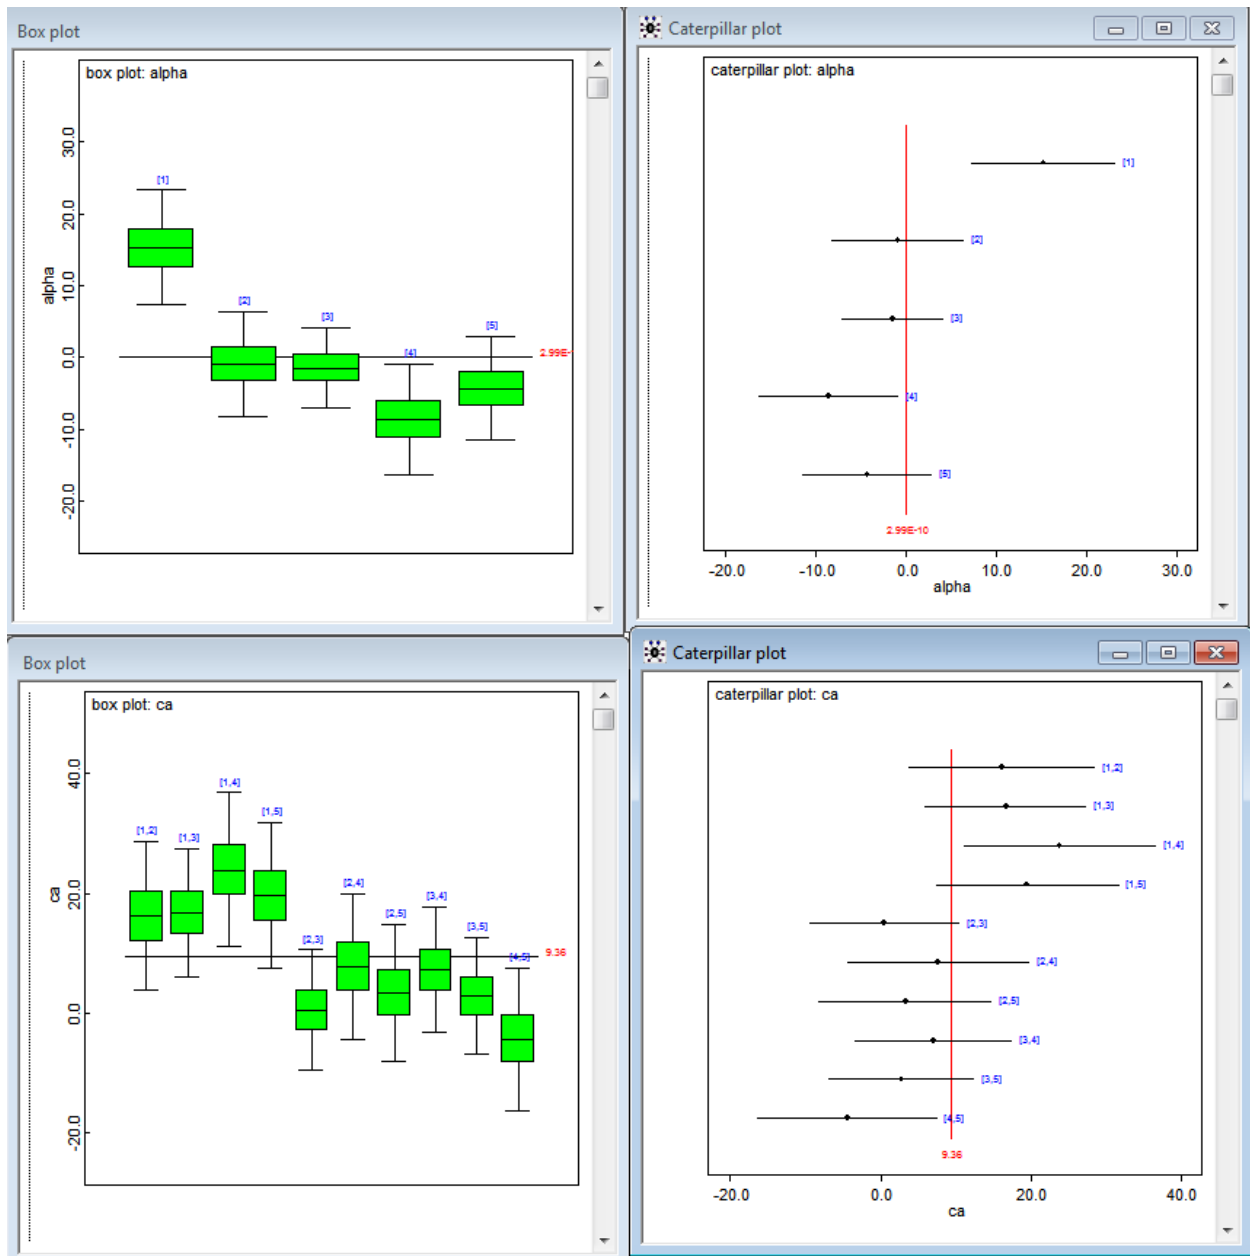 Box plot
box plot: alpha
30.0
20.0
10.0
0.0
-10.0
-20.0
alpha
[1]
[2]
[3]
[4]
[5]
2.99E-
Caterpillar plot
caterpillar plot: alpha
[1]
[2]
[3]
[4]
[5]
2.99E-10
-20.0 -10.0 0.0 10.0 20.0 30.0
alpha
Box plot
box plot: ca
40.0
20.0
0.0
-20.0
ca
[1,2]
[1,3]
[1,4]
[1,5]
[2,3]
[2,4]
[2,5]
[3,4]
[3,5]
[4,5]
9.36
Caterpillar plot
caterpillar plot: ca
[1,2]
[1,3]
[1,4]
[1,5]
[2,3]
[2,4]
[2,5]
[3,4]
[3,5]
[4,5]
9.36
-20.0 0.0 20.0 40.0
ca